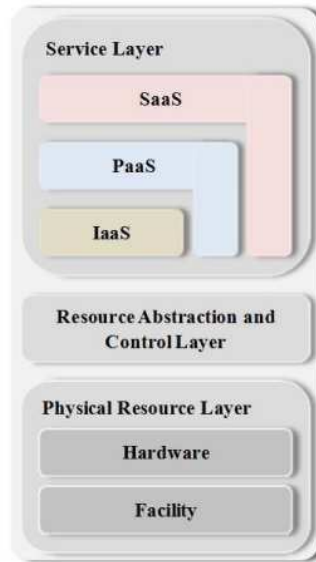 Service Layer
SaaS
PaaS
IaaS
Resource Abstraction and
Control Layer
Physical Resource Layer
Hardware
Facility